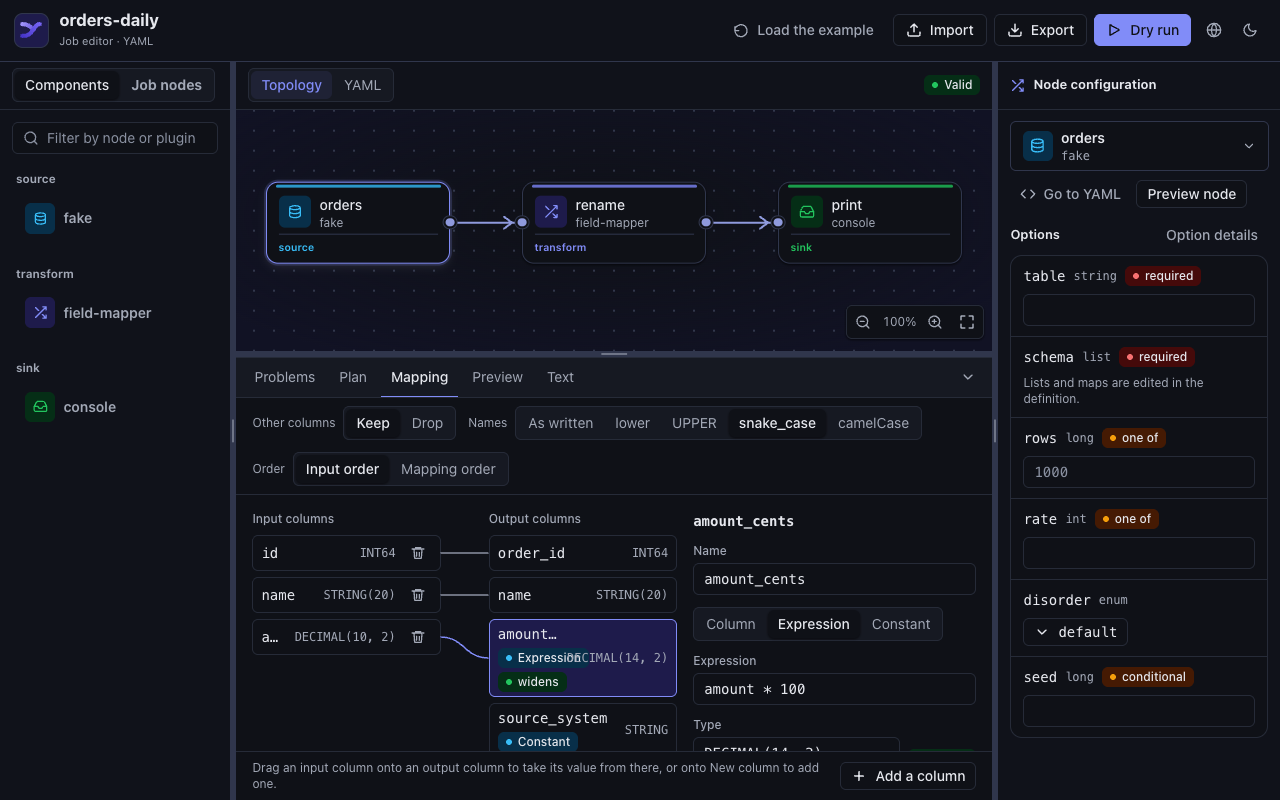 orders-daily
Job editor · YAML
Load the example
Import
Export
Dry run
Components
Job nodes
Filter by node or plugin
source
fake
transform
field-mapper
sink
console
Topology
YAML
Valid
orders
fake
source
rename
field-mapper
transform
print
console
sink
100%
Problems
Plan
Mapping
Preview
Text
Other columns
Keep
Drop
Names
As written
lower
UPPER
snake_case
camelCase
Order
Input order
Mapping order
Input columns
id INT64
name STRING(20)
a… DECIMAL(10, 2)
Output columns
order_id INT64
name STRING(20)
amount…
Expression DECIMAL(14, 2)
widens
source_system STRING
Constant
amount_cents
Name
amount_cents
Column
Expression
Constant
Expression
amount * 100
Type
DECIMAL(14, 2)
Drag an input column onto an output column to take its value from there, or onto New column to add
one.
Add a column
Node configuration
orders
fake
Go to YAML
Preview node
Options
Option details
table string required
schema list required
Lists and maps are edited in the
definition.
rows long one of
1000
rate int one of
disorder enum
default
seed long conditional